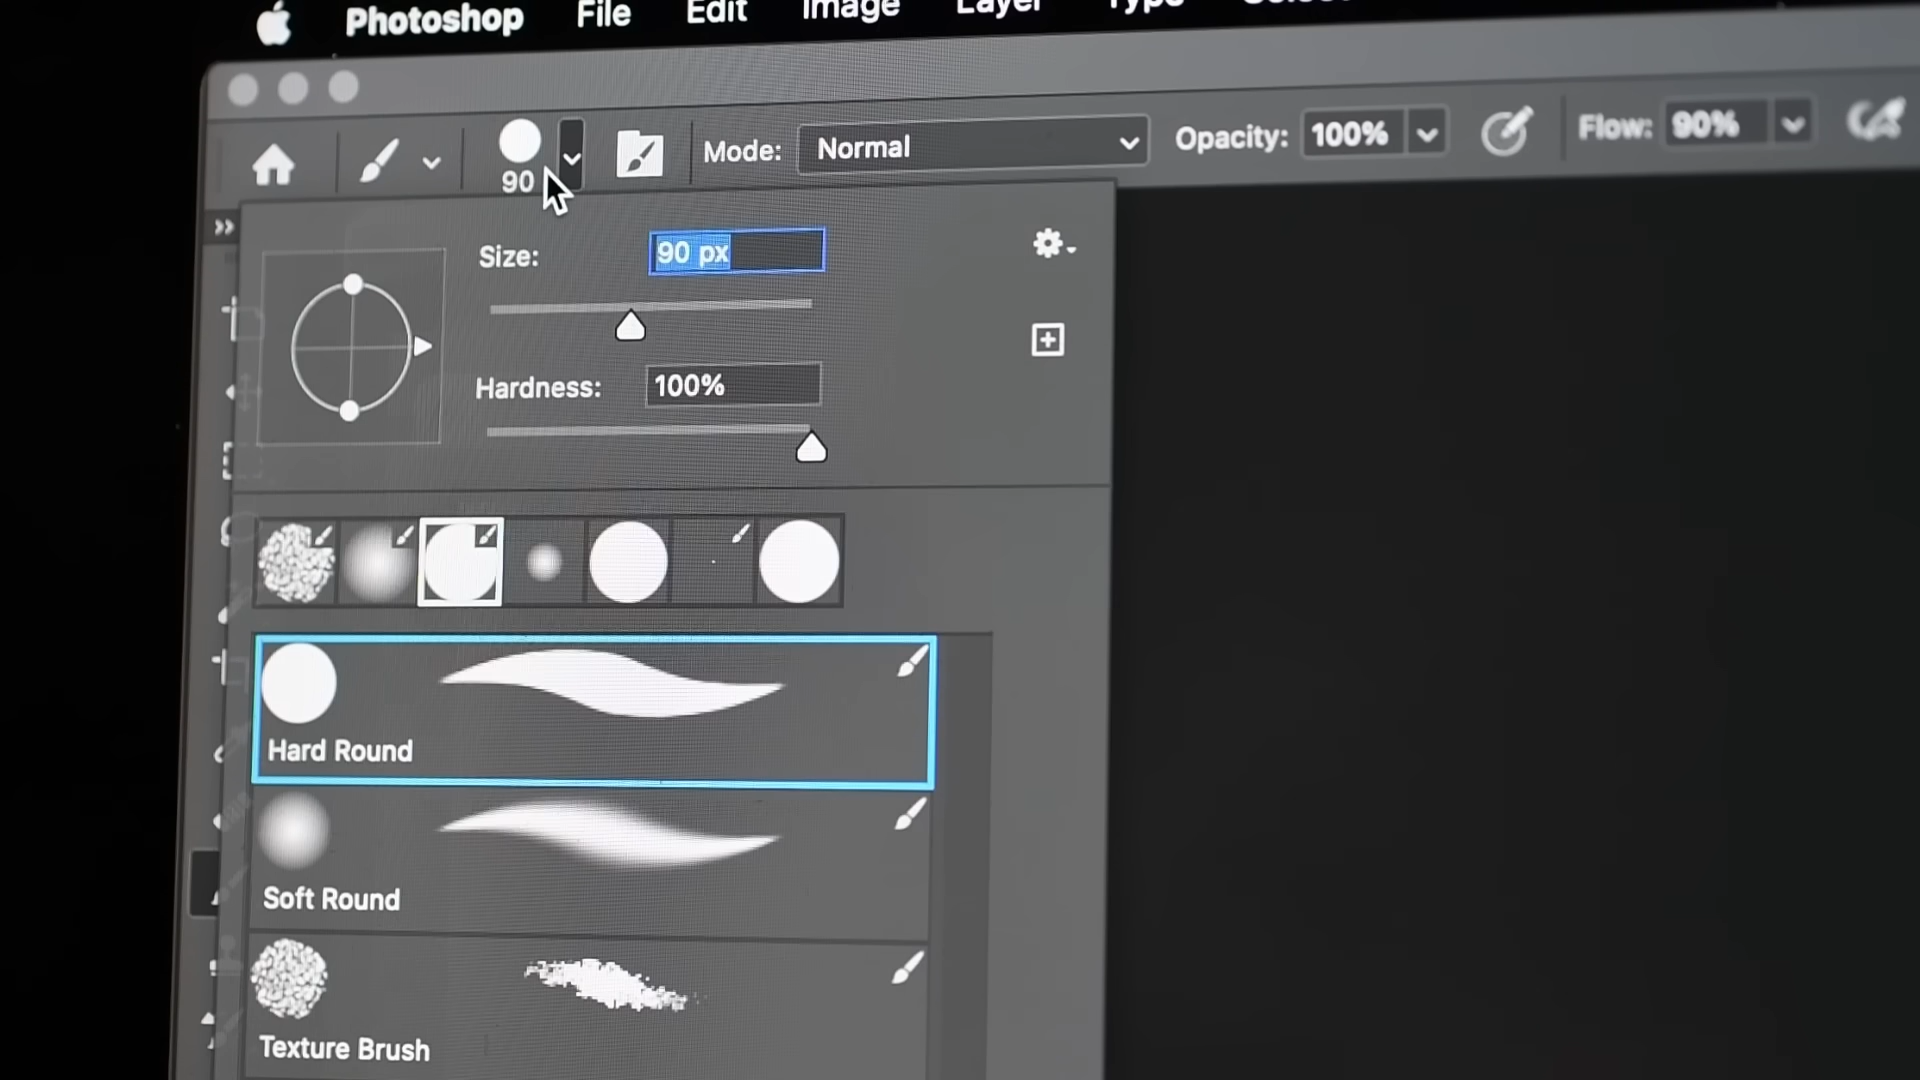 Photoshop File Edit Image Layer Type
90
Mode: Normal Opacity: 100% Flow: 90%
Size: 90 px
Hardness: 100%
Hard Round
Soft Round
Texture Brush